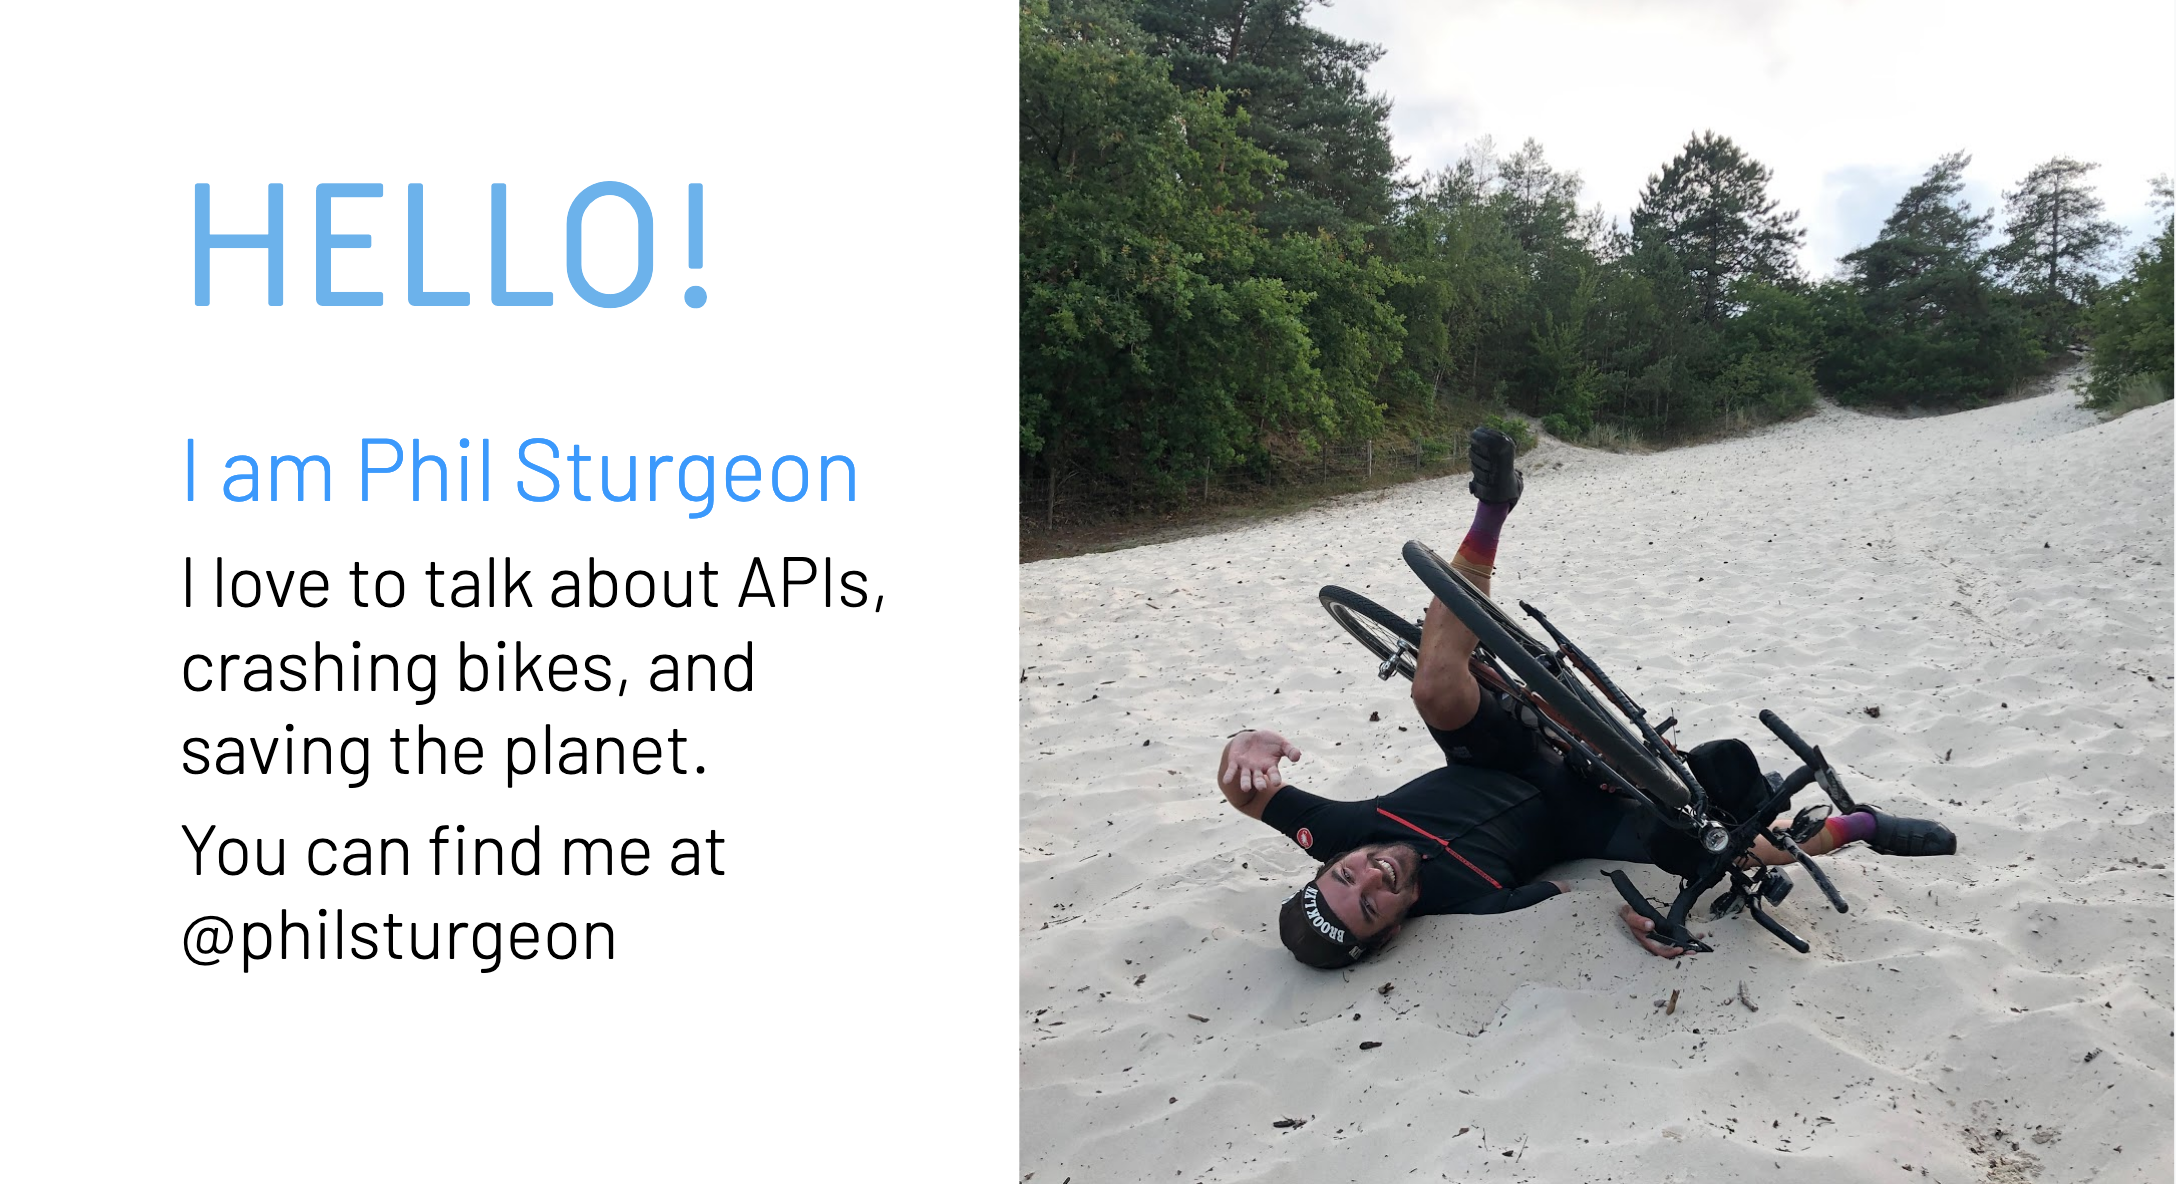 HELLO!
I am Phil Sturgeon
I love to talk about APIs,
crashing bikes, and
saving the planet.
You can find me at
@philsturgeon
BROOKLYN